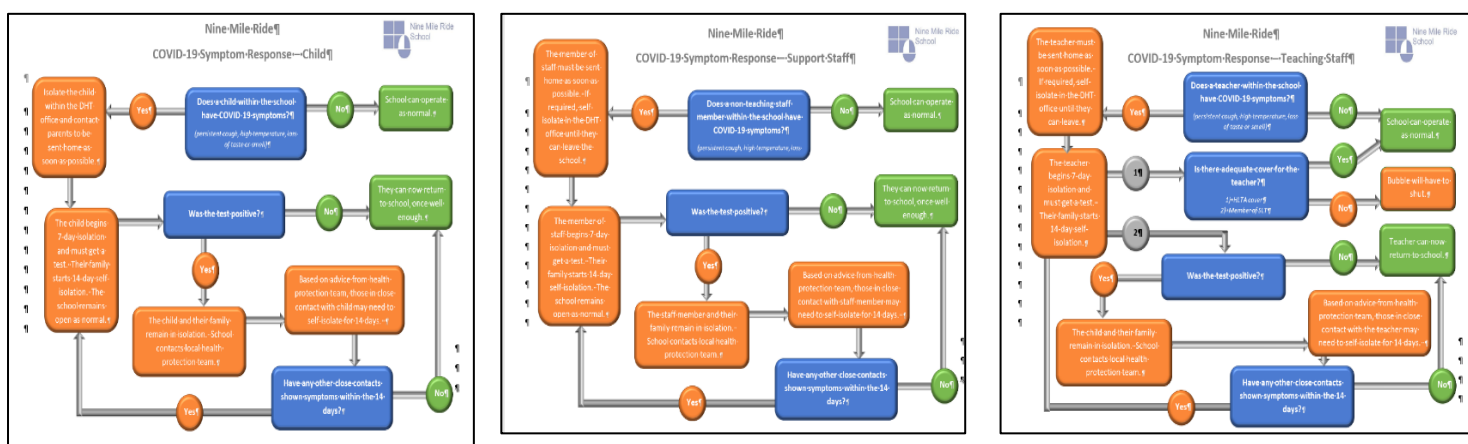 Nine·Mile·Ride¶
Nine Mile Ride
School
COVID-19·Symptom·Response·–·Child¶
¶
Isolate the child
within the DHT
office and contact
parents to be
sent home as
soon as possible.¶
Yes¶
Does a child within the school
have COVID-19 symptoms?¶
(persistent cough, high temperature, loss
of taste or smell)¶
No¶
School can operate
as normal.¶
¶
¶
¶
¶
The child begins
7-day isolation
and must get a
test. Their family
starts 14-day self-
isolation. The
school remains
open as normal.¶
Was the test positive?¶
No¶
They can now return
to school, once well
enough.¶
Yes¶
The child and their family
remain in isolation. School
contacts local health
protection team.¶
Based on advice from health
protection team, those in close
contact with child may need to
self-isolate for 14 days.¶
Have any other close contacts
shown symptoms within the 14
days?¶
Yes¶
No¶
Nine·Mile·Ride¶
Nine Mile Ride
School
COVID-19·Symptom·Response·–·Support·Staff¶
The member of
staff must be sent
home as soon as
possible. If
required, self-
isolate in the DHT
office until they
can leave the
school.¶
Yes¶
Does a non-teaching staff
member within the school have
COVID-19 symptoms?¶
(persistent cough, high temperature, loss
No¶
School can operate
as normal.¶
The member of
staff begins 7-day
isolation and must
get a test. Their
family starts 14-day
self-isolation. The
school remains
open as normal.¶
Was the test positive?¶
No¶
They can now return
to school, once well
enough.¶
Yes¶
The staff member and their
family remain in isolation.
School contacts local health
protection team.¶
Based on advice from health
protection team, those in close
contact with staff member may
need to self-isolate for 14 days.¶
Have any other close contacts
shown symptoms within the 14
days?¶
Yes¶
No¶
Nine·Mile·Ride¶
Nine Mile Ride
School
COVID-19·Symptom·Response·–·Teaching·Staff¶
The teacher must
be sent home as
soon as possible.
If required, self-
isolate in the DHT
office until they
can leave.¶
Yes¶
Does a teacher within the school
have COVID-19 symptoms?¶
(persistent cough, high temperature, loss
of taste or smell)¶
No¶
School can operate
as normal.¶
The teacher
begins 7-day
isolation and
must get a test.
Their family starts
14-day self-
isolation.¶
1¶
Is there adequate cover for the
teacher?¶
1) HLTA cover¶
2) Member of SLT¶
Yes¶
No¶
Bubble will have to
shut.¶
2¶
Was the test positive?¶
No¶
Teacher can now
return to school.¶
Yes¶
The child and their family
remain in isolation. School
contacts local health
protection team.¶
Based on advice from health
protection team, those in close
contact with the teacher may
need to self-isolate for 14 days.¶
Have any other close contacts
shown symptoms within the 14
days?¶
Yes¶
No¶